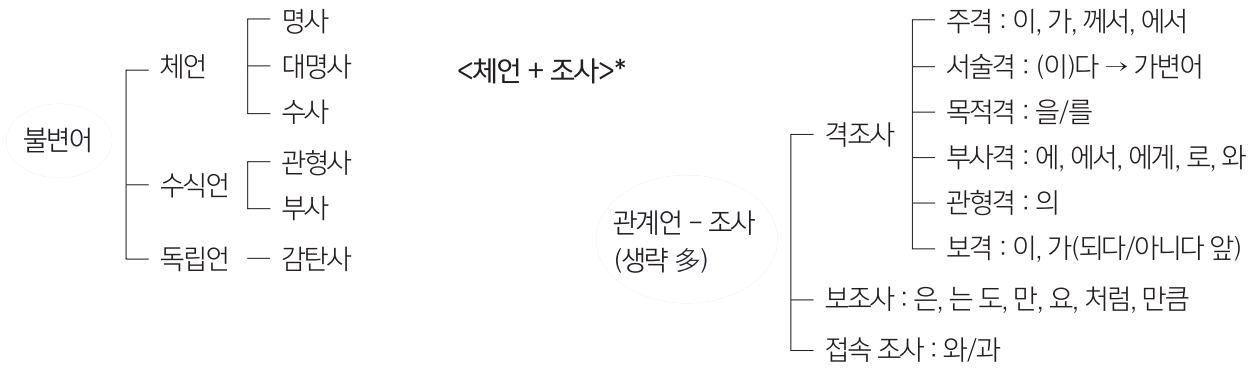 불변어
체언
명사
대명사
수사
수식언
관형사
부사
독립언
감탄사
<체언 + 조사>*
관계언 – 조사
(생략 多)
격조사
주격 : 이, 가, 께서, 에서
서술격 : (이)다 → 가변어
목적격 : 을/를
부사격 : 에, 에서, 에게, 로, 와
관형격 : 의
보격 : 이, 가(되다/아니다 앞)
보조사 : 은, 는 도, 만, 요, 처럼, 만큼
접속 조사 : 와/과